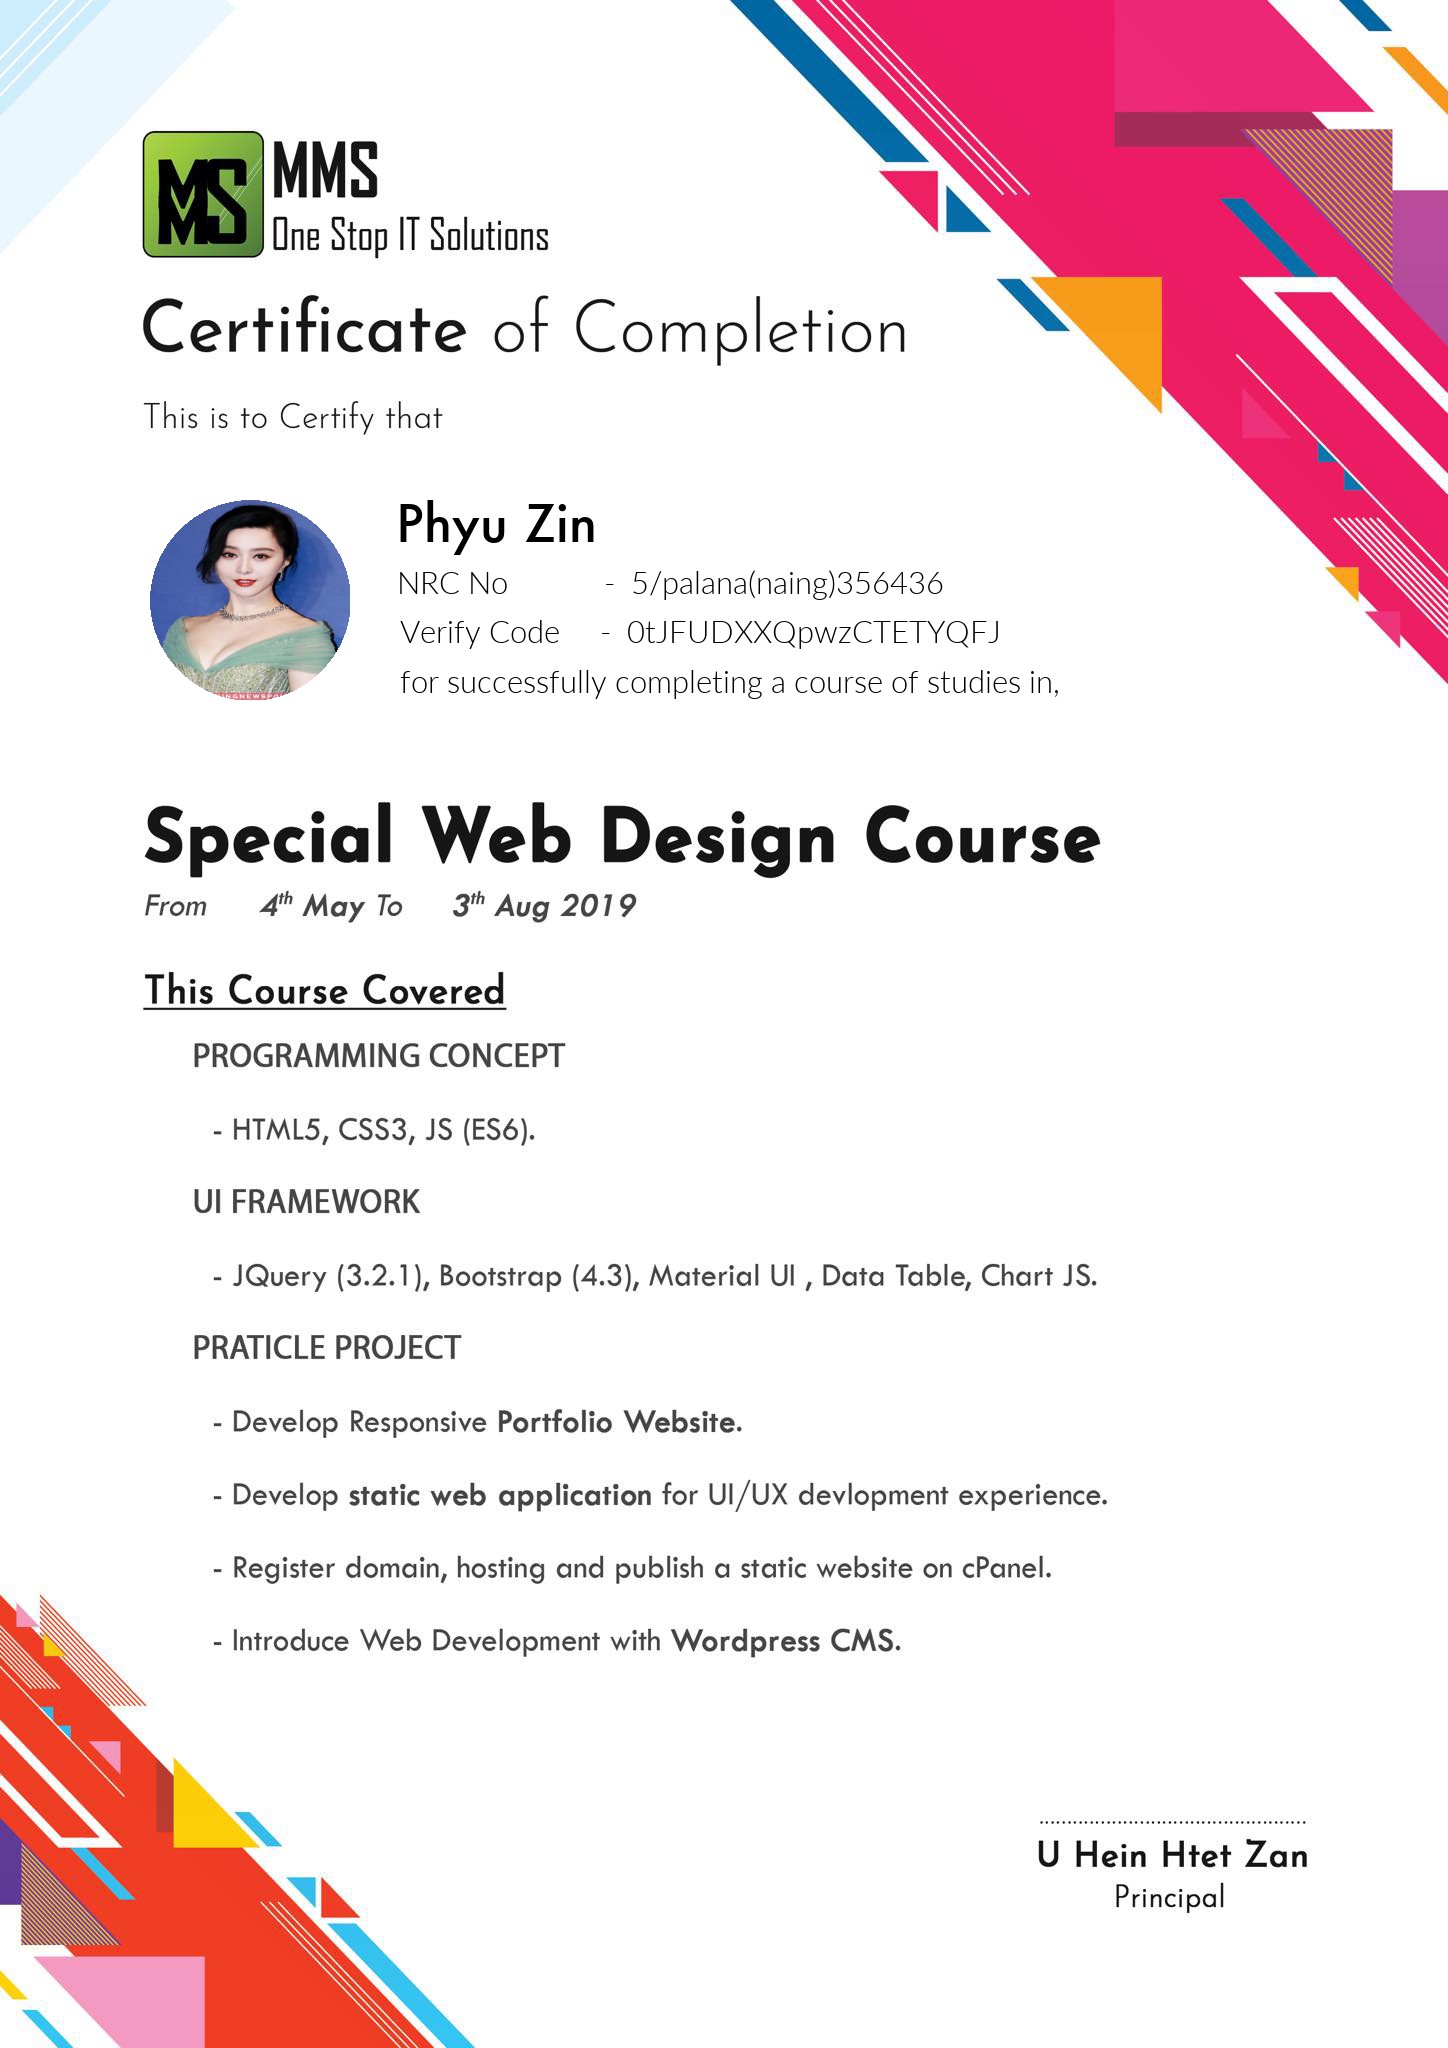 MMS
MMS
One Stop IT Solutions
Certificate of Completion
This is to Certify that
Phyu Zin
NRC No - 5/palana(naing)356436
Verify Code - 0tJFUDXXQpwzCTETYQFJ
for successfully completing a course of studies in,
Special Web Design Course
From 4th May To 3th Aug 2019
This Course Covered
PROGRAMMING CONCEPT
- HTML5, CSS3, JS (ES6).
UI FRAMEWORK
- JQuery (3.2.1), Bootstrap (4.3), Material UI , Data Table, Chart JS.
PRATICLE PROJECT
- Develop Responsive Portfolio Website.
- Develop static web application for UI/UX devlopment experience.
- Register domain, hosting and publish a static website on cPanel.
- Introduce Web Development with Wordpress CMS.
U Hein Htet Zan
Principal